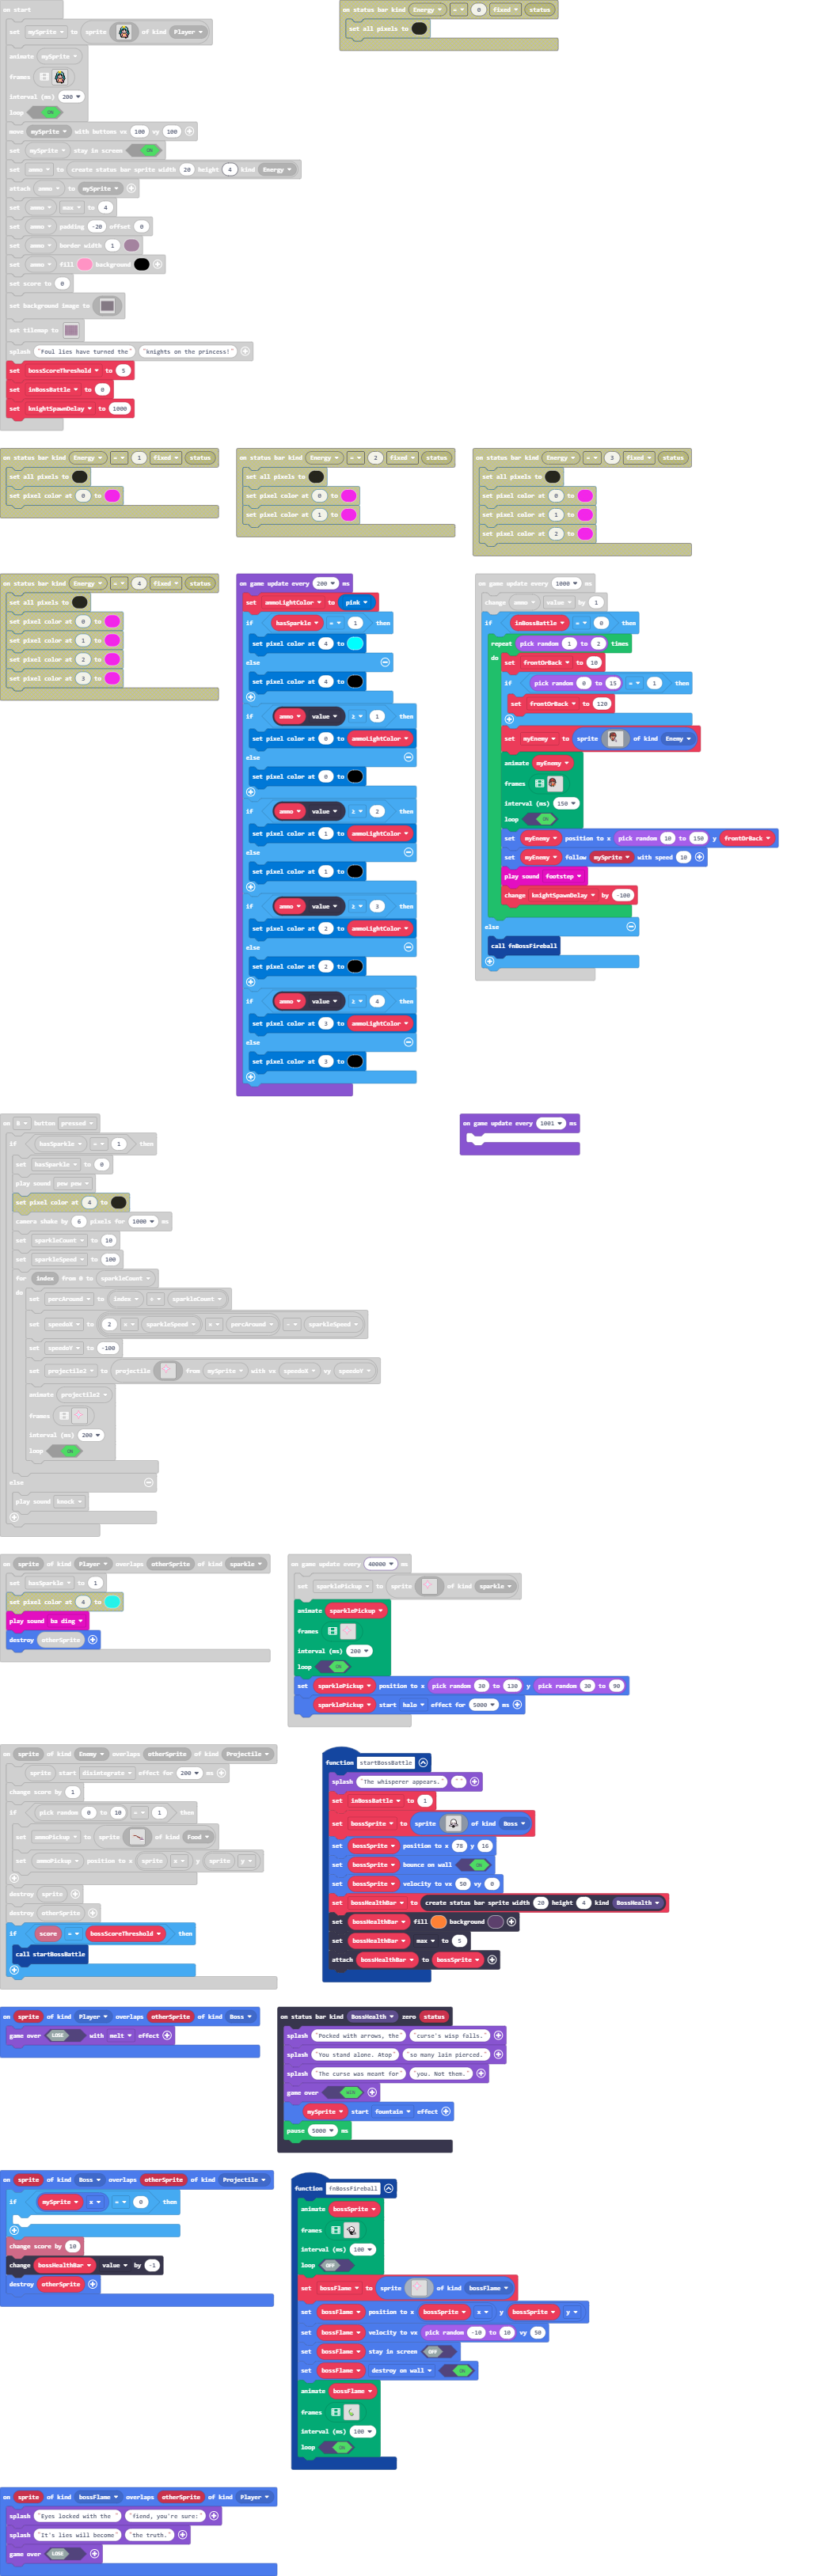 on start
set mySprite to sprite of kind Player
animate mySprite
frames
interval (ms) 200
loop ON
move mySprite with buttons vx 100 vy 100
set mySprite stay in screen ON
set ammo to create status bar sprite width 20 height 4 kind Energy
attach ammo to mySprite
set ammo max to 4
set ammo padding -20 offset 0
set ammo border width 1
set ammo fill background
set score to 0
set background image to
set tilemap to
splash "Foul lies have turned the" "knights on the princess!"
set bossScoreThreshold to 5
set inBossBattle to 0
set knightSpawnDelay to 1000
on status bar kind Energy = 0 fixed status
set all pixels to
on status bar kind Energy = 1 fixed status
set all pixels to
set pixel color at 0 to
on status bar kind Energy = 2 fixed status
set all pixels to
set pixel color at 0 to
set pixel color at 1 to
on status bar kind Energy = 3 fixed status
set all pixels to
set pixel color at 0 to
set pixel color at 1 to
set pixel color at 2 to
on status bar kind Energy = 4 fixed status
set all pixels to
set pixel color at 0 to
set pixel color at 1 to
set pixel color at 2 to
set pixel color at 3 to
on game update every 200 ms
set ammoLightColor to pink
if hasSparkle = 1 then
set pixel color at 4 to
else
set pixel color at 4 to
if ammo value ≥ 1 then
set pixel color at 0 to ammoLightColor
else
set pixel color at 0 to
if ammo value ≥ 2 then
set pixel color at 1 to ammoLightColor
else
set pixel color at 1 to
if ammo value ≥ 3 then
set pixel color at 2 to ammoLightColor
else
set pixel color at 2 to
if ammo value ≥ 4 then
set pixel color at 3 to ammoLightColor
else
set pixel color at 3 to
on game update every 1000 ms
change ammo value by 1
if inBossBattle = 0 then
repeat pick random 1 to 2 times
do set frontOrBack to 10
if pick random 0 to 15 = 1 then
set frontOrBack to 120
set myEnemy to sprite of kind Enemy
animate myEnemy
frames
interval (ms) 150
loop ON
set myEnemy position to x pick random 10 to 150 y frontOrBack
set myEnemy follow mySprite with speed 10
play sound footstep
change knightSpawnDelay by -100
else
call fnBossFireball
on B button pressed
if hasSparkle = 1 then
set hasSparkle to 0
play sound pew pew
set pixel color at 4 to
camera shake by 6 pixels for 1000 ms
set sparkleCount to 10
set sparkleSpeed to 100
for index from 0 to sparkleCount
do set percAround to index ÷ sparkleCount
set speedX to 2 x sparkleSpeed x percAround - sparkleSpeed
set speedY to -100
set projectile2 to projectile from mySprite with vx speedX vy speedY
animate projectile2
frames
interval (ms) 200
loop ON
else
play sound knock
on game update every 1001 ms
on sprite of kind Player overlaps otherSprite of kind sparkle
set hasSparkle to 1
set pixel color at 4 to
play sound ba ding
destroy otherSprite
on game update every 40000 ms
set sparklePickup to sprite of kind sparkle
animate sparklePickup
frames
interval (ms) 200
loop ON
set sparklePickup position to x pick random 30 to 130 y pick random 30 to 90
sparklePickup start halo effect for 5000 ms
on sprite of kind Enemy overlaps otherSprite of kind Projectile
sprite start disintegrate effect for 200 ms
change score by 1
if pick random 0 to 10 = 1 then
set ammoPickup to sprite of kind Food
set ammoPickup position to x sprite x y sprite y
destroy sprite
destroy otherSprite
if score = bossScoreThreshold then
call startBossBattle
function startBossBattle
splash "The whisperer appears." " "
set inBossBattle to 1
set bossSprite to sprite of kind Boss
set bossSprite position to x 78 y 16
set bossSprite bounce on wall ON
set bossSprite velocity to vx 50 vy 0
set bossHealthBar to create status bar sprite width 20 height 4 kind BossHealth
set bossHealthBar fill background
set bossHealthBar max to 5
attach bossHealthBar to bossSprite
on sprite of kind Player overlaps otherSprite of kind Boss
game over LOSE with melt effect
on status bar kind BossHealth zero status
splash "Pocked with arrows, the" "curse's wisp falls."
splash "You stand alone. Atop" "so many lain pierced."
splash "The curse was meant for" "you. Not them."
game over WIN
mySprite start fountain effect
pause 5000 ms
on sprite of kind Boss overlaps otherSprite of kind Projectile
if mySprite x = 0 then
change score by 10
change bossHealthBar value by -1
destroy otherSprite
function fnBossFireball
animate bossSprite
frames
interval (ms) 100
loop OFF
set bossFlame to sprite of kind bossFlame
set bossFlame position to x bossSprite x y bossSprite y
set bossFlame velocity to vx pick random -10 to 10 vy 50
set bossFlame stay in screen OFF
set bossFlame destroy on wall ON
animate bossFlame
frames
interval (ms) 100
loop ON
on sprite of kind bossFlame overlaps otherSprite of kind Player
splash "Eyes locked with the " "fiend, you're sure:"
splash "It's lies will become" "the truth."
game over LOSE